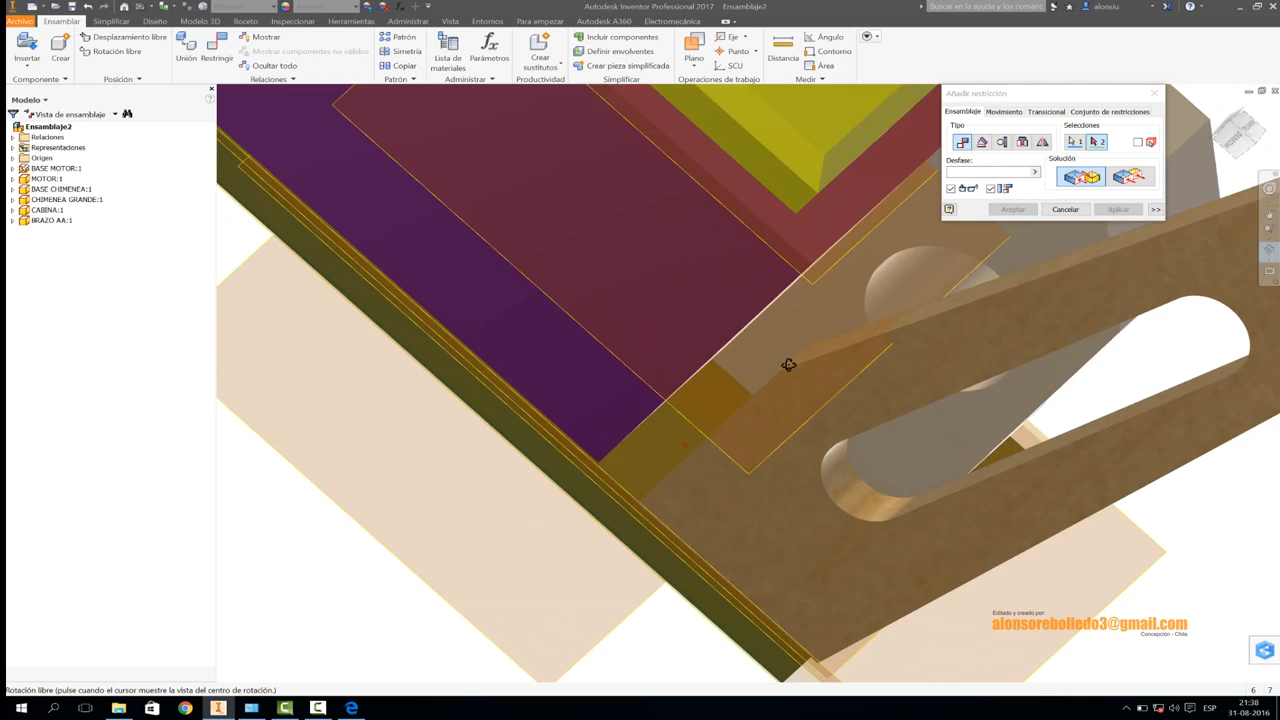 Autodesk Inventor Professional 2017 Ensamblaje2
Buscar en la ayuda y los comanc
alonsiu
Archivo Ensamblar Simplificar Diseño Modelo 3D Boceto Inspeccionar Herramientas Administrar Vista Entornos Para empezar Autodesk A360 Electromecánica
Insertar
Crear
Desplazamiento libre
Rotación libre
Unión
Restringir
Mostrar
Mostrar componentes no válidos
Ocultar todo
Patrón
Simetría
Copiar
Lista de materiales
Parámetros
Crear sustitutos
Incluir componentes
Definir envolventes
Crear pieza simplificada
Plano
Eje
Punto
SCU
Distancia
Ángulo
Contorno
Área
Componente
Posición
Relaciones
Patrón
Administrar
Productividad
Simplificar
Operaciones de trabajo
Medir
Modelo
Vista de ensamblaje
Ensamblaje2
Relaciones
Representaciones
Origen
BASE MOTOR:1
MOTOR:1
BASE CHIMENEA:1
CHIMENEA GRANDE:1
CABINA:1
BRAZO AA:1
Añadir restricción
Ensamblaje Movimiento Transicional Conjunto de restricciones
Tipo
Selecciones
1
2
Desfase:
Solución
Aceptar
Cancelar
Aplicar
>>
Editado y creado por:
alonsorebolledo3@gmail.com
Concepción - Chile
Rotación libre (pulse cuando el cursor muestre la vista del centro de rotación.)
6 7
ESP
21:38
31-08-2016